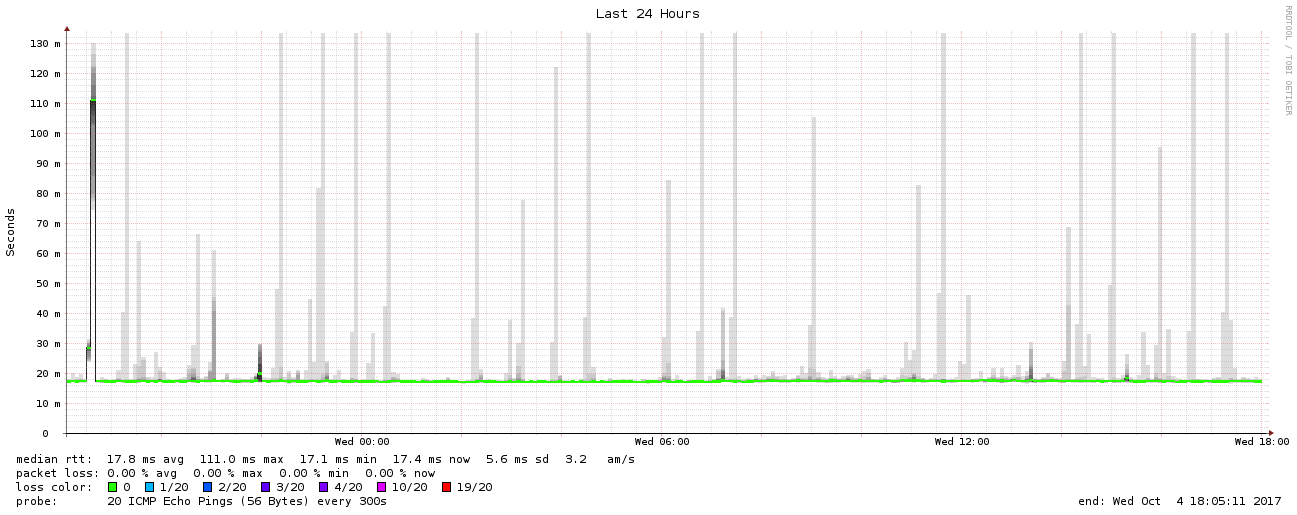 Last 24 Hours
RRDTOOL / TOBI OETIKER
Seconds
130 m
120 m
110 m
100 m
90 m
80 m
70 m
60 m
50 m
40 m
30 m
20 m
10 m
0
Wed 00:00 Wed 06:00 Wed 12:00 Wed 18:00
median rtt: 17.8 ms avg 111.0 ms max 17.1 ms min 17.4 ms now 5.6 ms sd 3.2 am/s
packet loss: 0.00 % avg 0.00 % max 0.00 % min 0.00 % now
loss color: 0 1/20 2/20 3/20 4/20 10/20 19/20
probe: 20 ICMP Echo Pings (56 Bytes) every 300s end: Wed Oct 4 18:05:11 2017